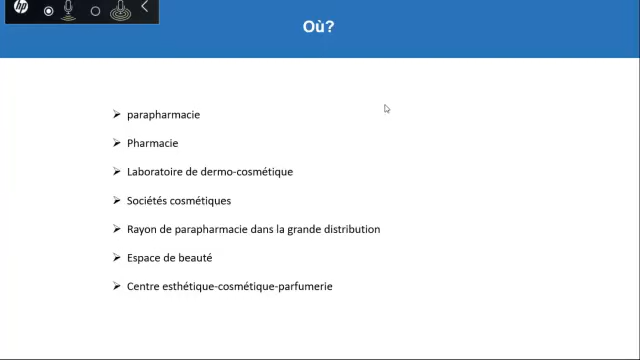 hp
Où?
parapharmacie
Pharmacie
Laboratoire de dermo-cosmétique
Sociétés cosmétiques
Rayon de parapharmacie dans la grande distribution
Espace de beauté
Centre esthétique-cosmétique-parfumerie